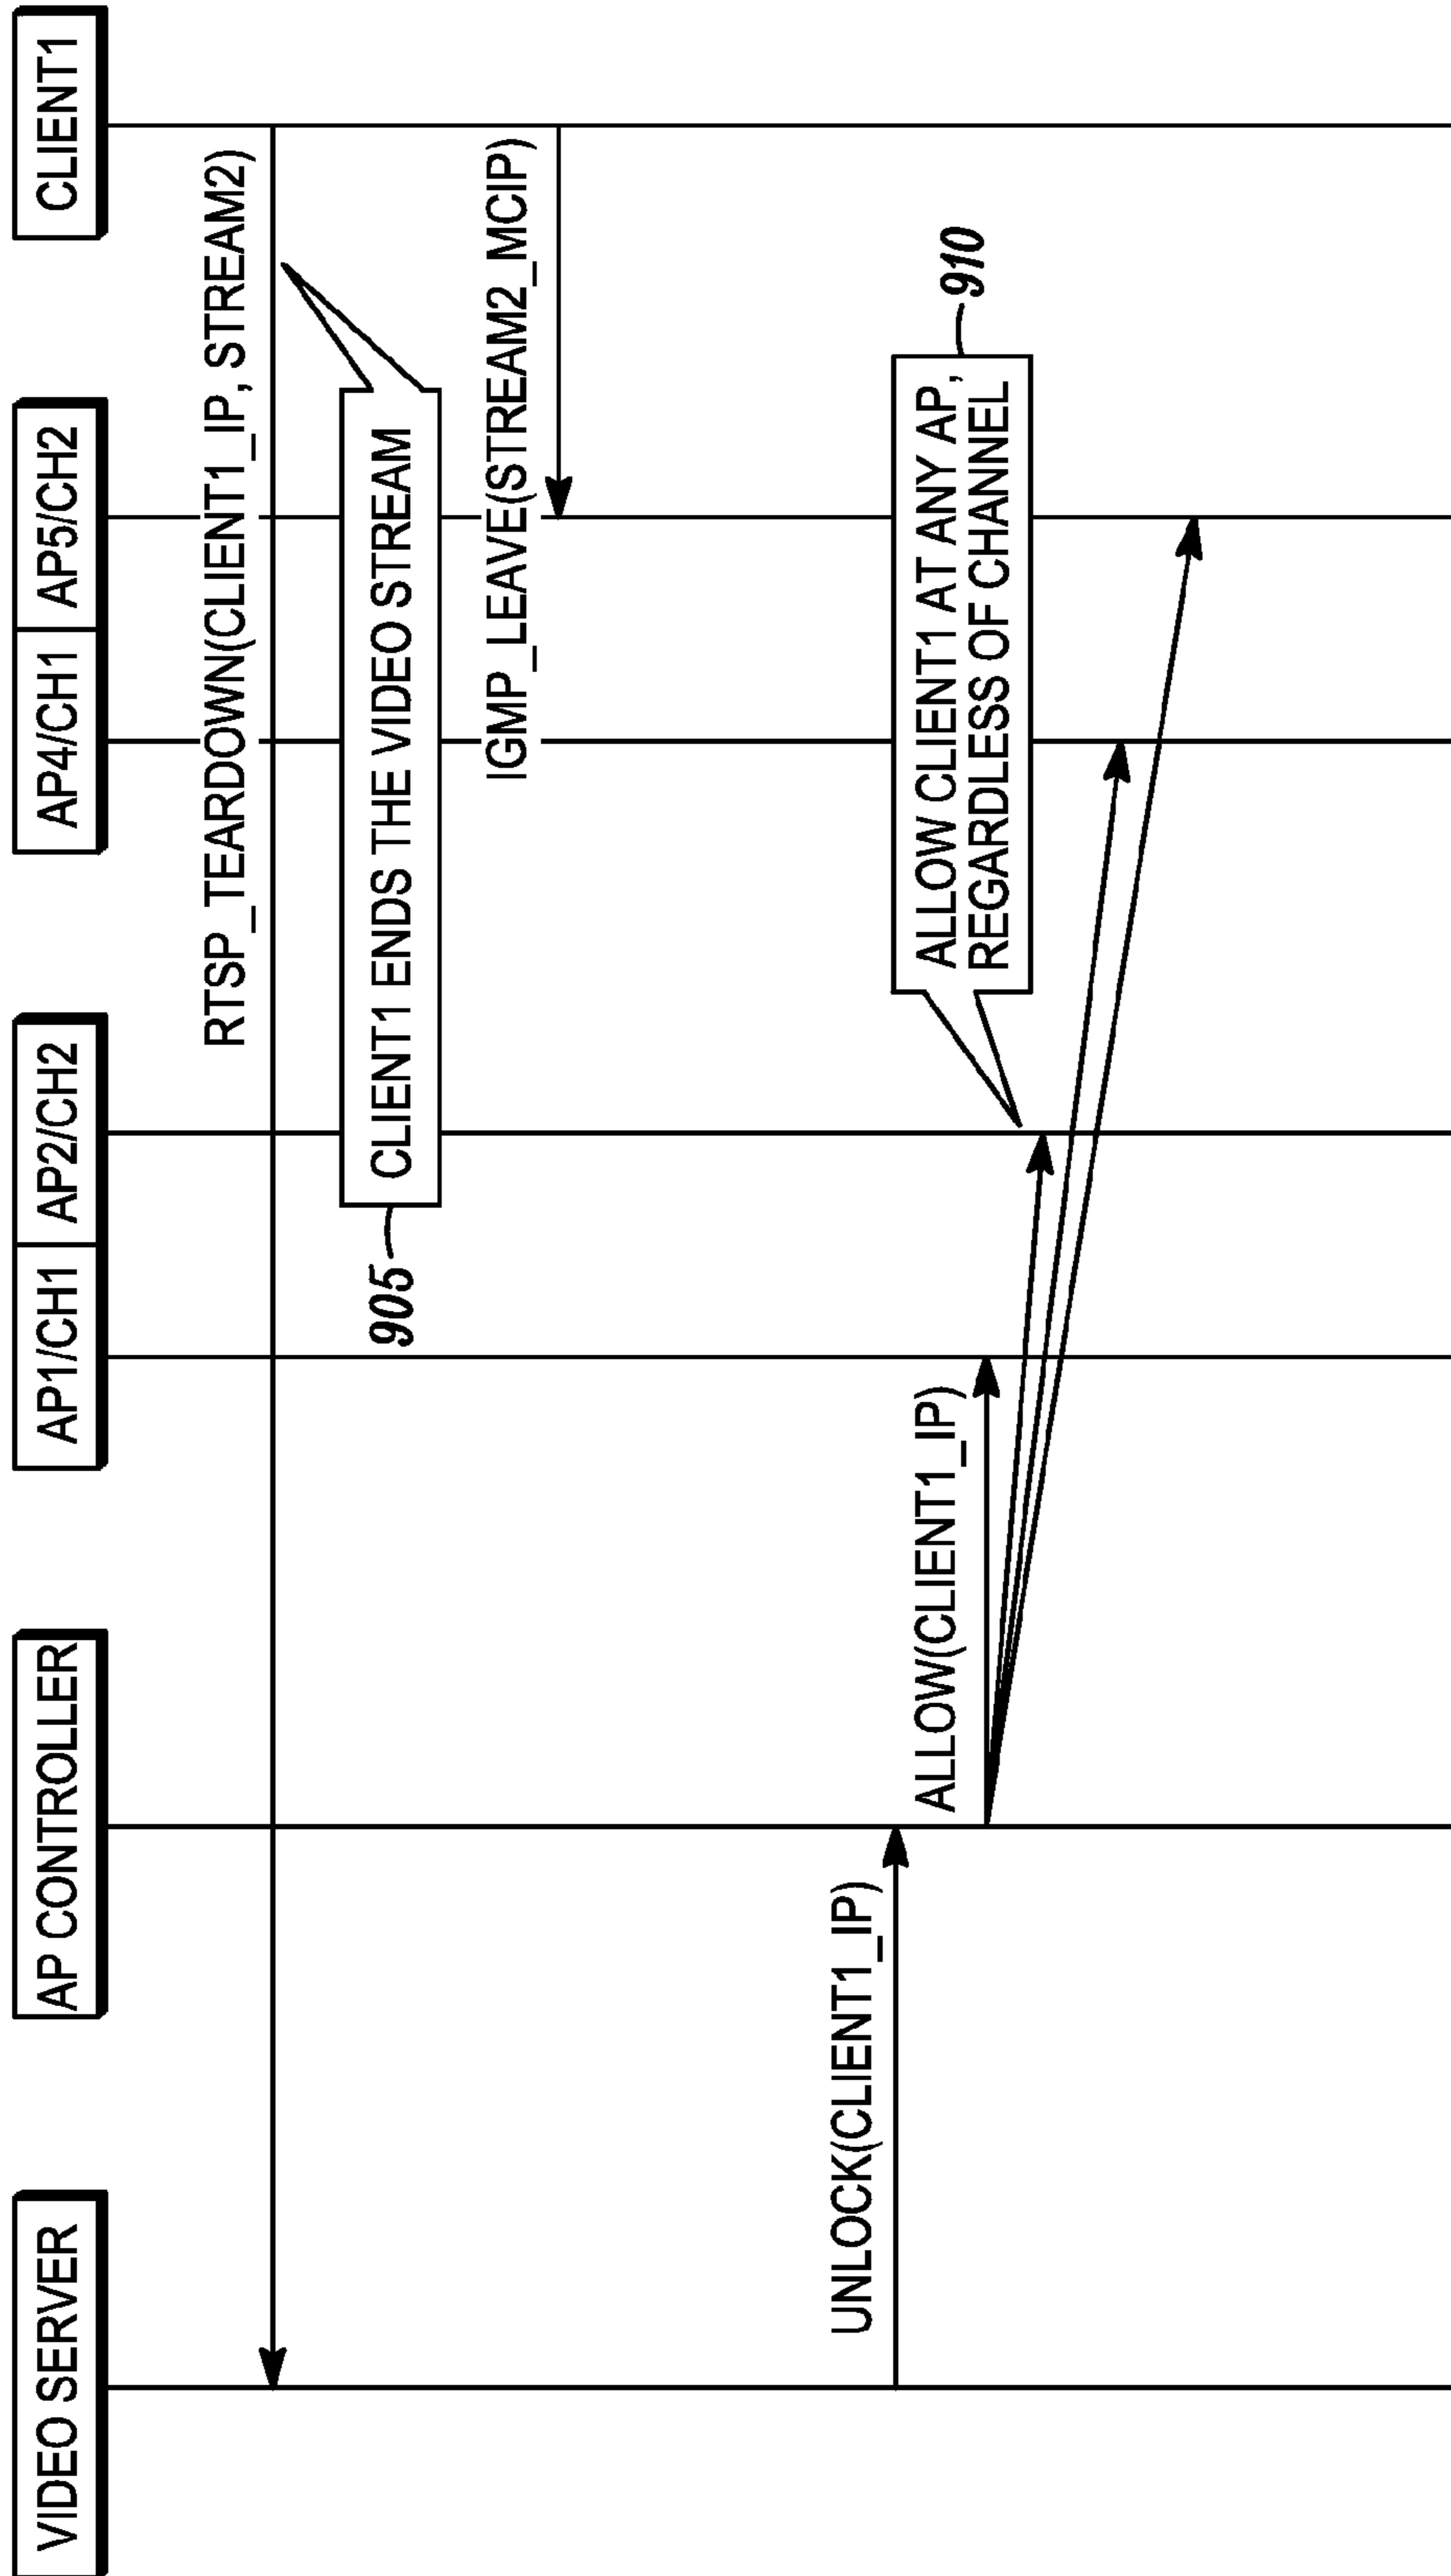 VIDEO SERVER
AP CONTROLLER
AP1/CH1
AP2/CH2
AP4/CH1
AP5/CH2
CLIENT1
RTSP_TEARDOWN(CLIENT1_IP, STREAM2)
CLIENT1 ENDS THE VIDEO STREAM
905
IGMP_LEAVE(STREAM2_MCIP)
UNLOCK(CLIENT1_IP)
ALLOW(CLIENT1_IP)
ALLOW CLIENT1 AT ANY AP,
REGARDLESS OF CHANNEL
910